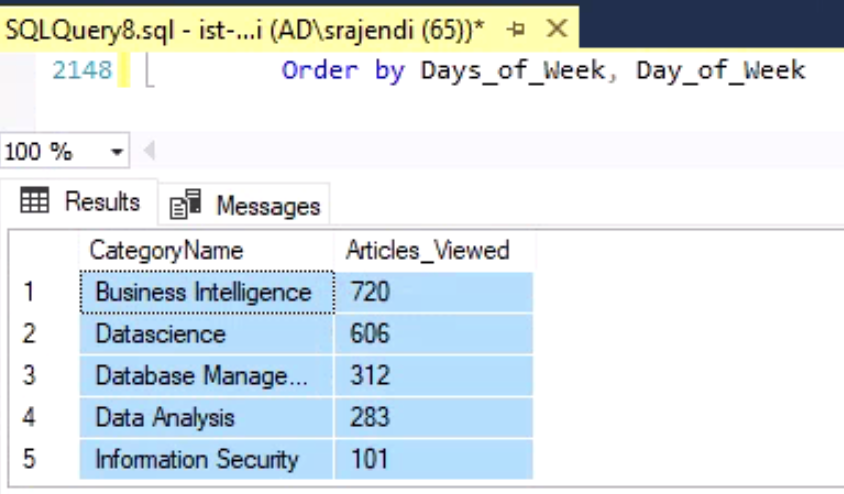 SQLQuery8.sql - ist-...i (AD\srajendi (65))*
2148 Order by Days_of_Week, Day_of_Week
100 %
Results Messages
CategoryName Articles_Viewed
1 Business Intelligence 720
2 Datascience 606
3 Database Manage... 312
4 Data Analysis 283
5 Information Security 101